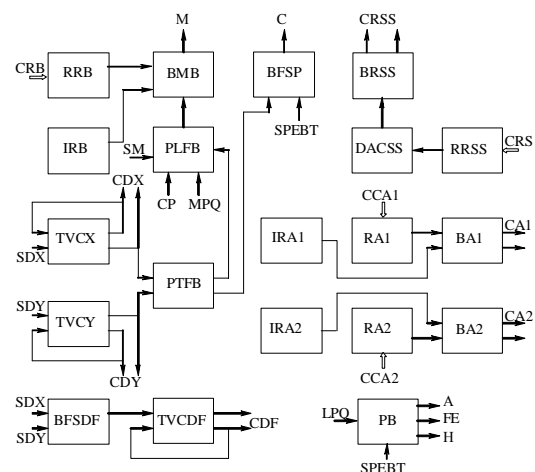 M
C
CRSS
CRB
RRB
BMB
BFSP
BRSS
SPEBT
IRB
SM
PLFB
DACSS
RRSS
CRS
CDX
CP
MPQ
CCA1
TVCX
SDX
IRA1
RA1
BA1
CA1
PTFB
SDY
TVCY
IRA2
RA2
BA2
CA2
CDY
CCA2
SDX
BFSDF
SDY
TVCDF
CDF
LPQ
PB
A
FE
H
SPEBT